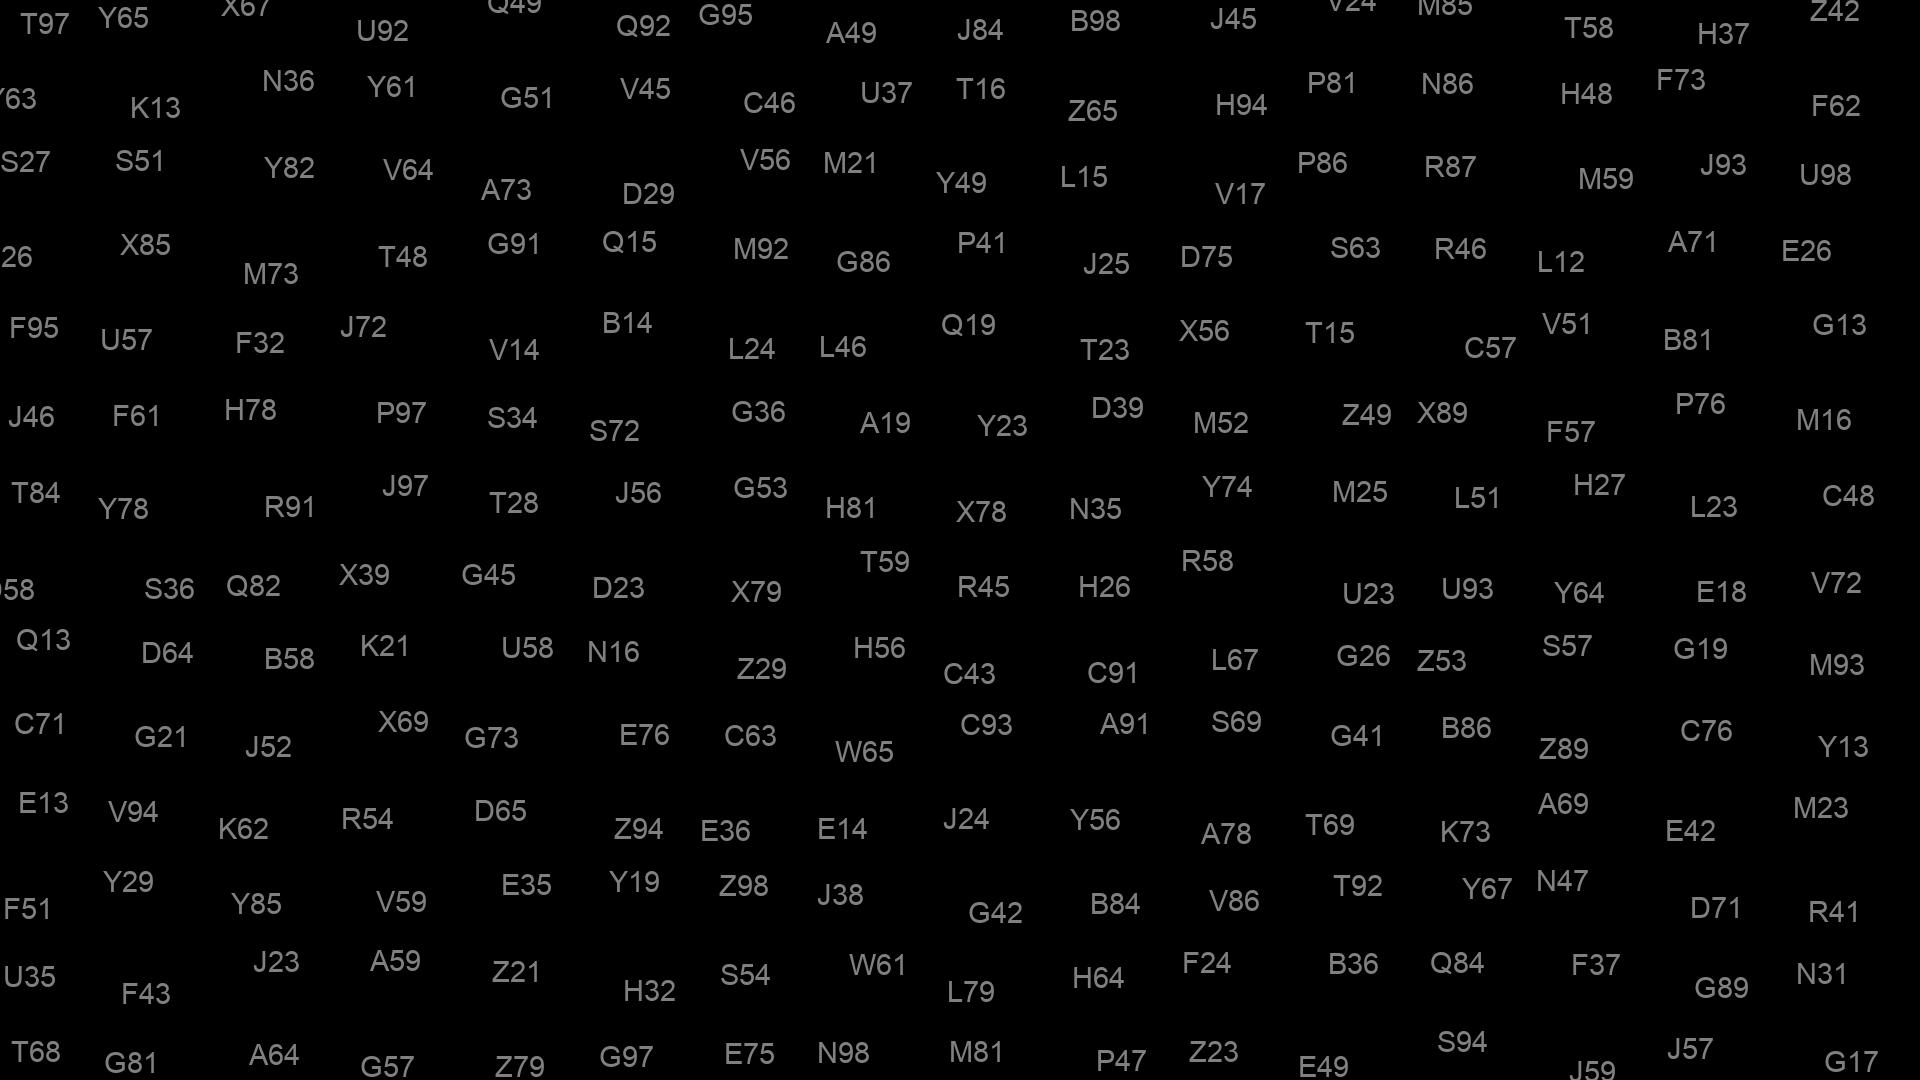 T97 Y65 X67 U92 Q49 Q92 G95 A49 J84 B98 J45 V24 M85 T58 H37 Z42
K13 N36 Y61 G51 V45 C46 U37 T16 Z65 H94 P81 N86 H48 F73 F62
S27 S51 Y82 V64 A73 D29 V56 M21 Y49 L15 V17 P86 R87 M59 J93 U98
26 X85 M73 T48 G91 Q15 M92 G86 P41 J25 D75 S63 R46 L12 A71 E26
F95 U57 F32 J72 V14 B14 L24 L46 Q19 T23 X56 T15 C57 V51 B81 G13
J46 F61 H78 P97 S34 S72 G36 A19 Y23 D39 M52 Z49 X89 F57 P76 M16
T84 Y78 R91 J97 T28 J56 G53 H81 X78 N35 Y74 M25 L51 H27 L23 C48
58 S36 Q82 X39 G45 D23 X79 T59 R45 H26 R58 U23 U93 Y64 E18 V72
Q13 D64 B58 K21 U58 N16 Z29 H56 C43 C91 L67 G26 Z53 S57 G19 M93
C71 G21 J52 X69 G73 E76 C63 W65 C93 A91 S69 G41 B86 Z89 C76 Y13
E13 V94 K62 R54 D65 Z94 E36 E14 J24 Y56 A78 T69 K73 A69 E42 M23
F51 Y29 Y85 V59 E35 Y19 Z98 J38 G42 B84 V86 T92 Y67 N47 D71 R41
U35 F43 J23 A59 Z21 H32 S54 W61 L79 H64 F24 B36 Q84 F37 G89 N31
T68 G81 A64 G57 Z79 G97 E75 N98 M81 P47 Z23 E49 S94 J59 J57 G17